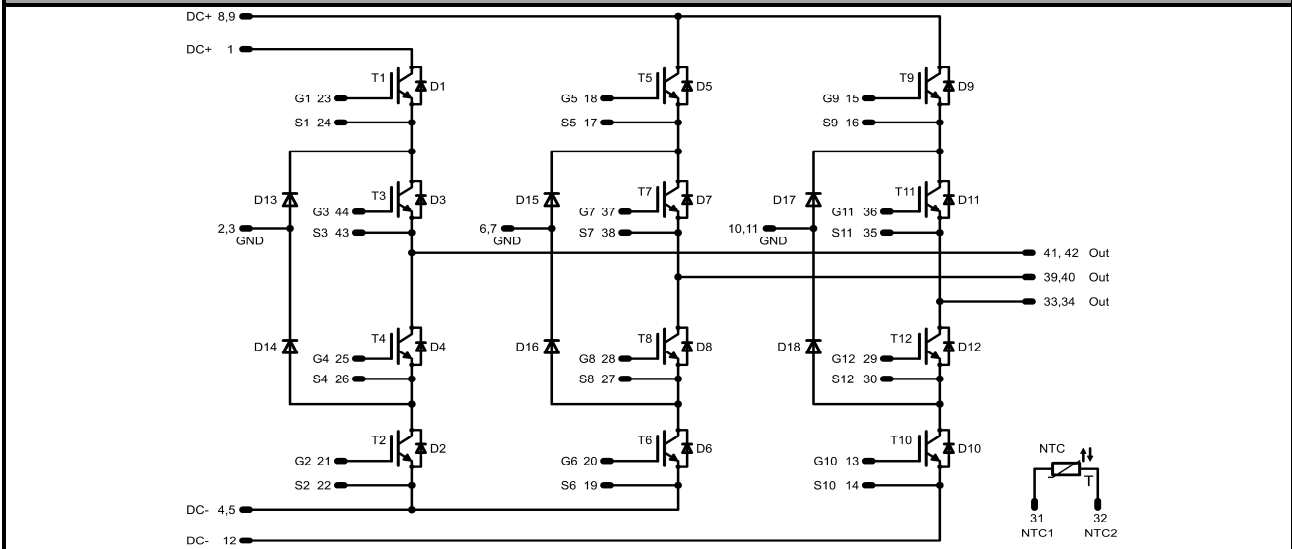 DC+ 8,9
DC+ 1
T1 D1 T5 D5 T9 D9
G1 23 G5 18 G9 15
S1 24 S5 17 S9 16
D13 T3 D3 D15 T7 D7 D17 T11 D11
G3 44 G7 37 G11 36
2,3 GND S3 43 6,7 GND S7 38 10,11 GND S11 35
41, 42 Out
39,40 Out
33,34 Out
D14 T4 D4 D16 T8 D8 D18 T12 D12
G4 25 G8 28 G12 29
S4 26 S8 27 S12 30
T2 D2 T6 D6 T10 D10
G2 21 G6 20 G10 13
S2 22 S6 19 S10 14
NTC
T
31 32
NTC1 NTC2
DC- 4,5
DC- 12